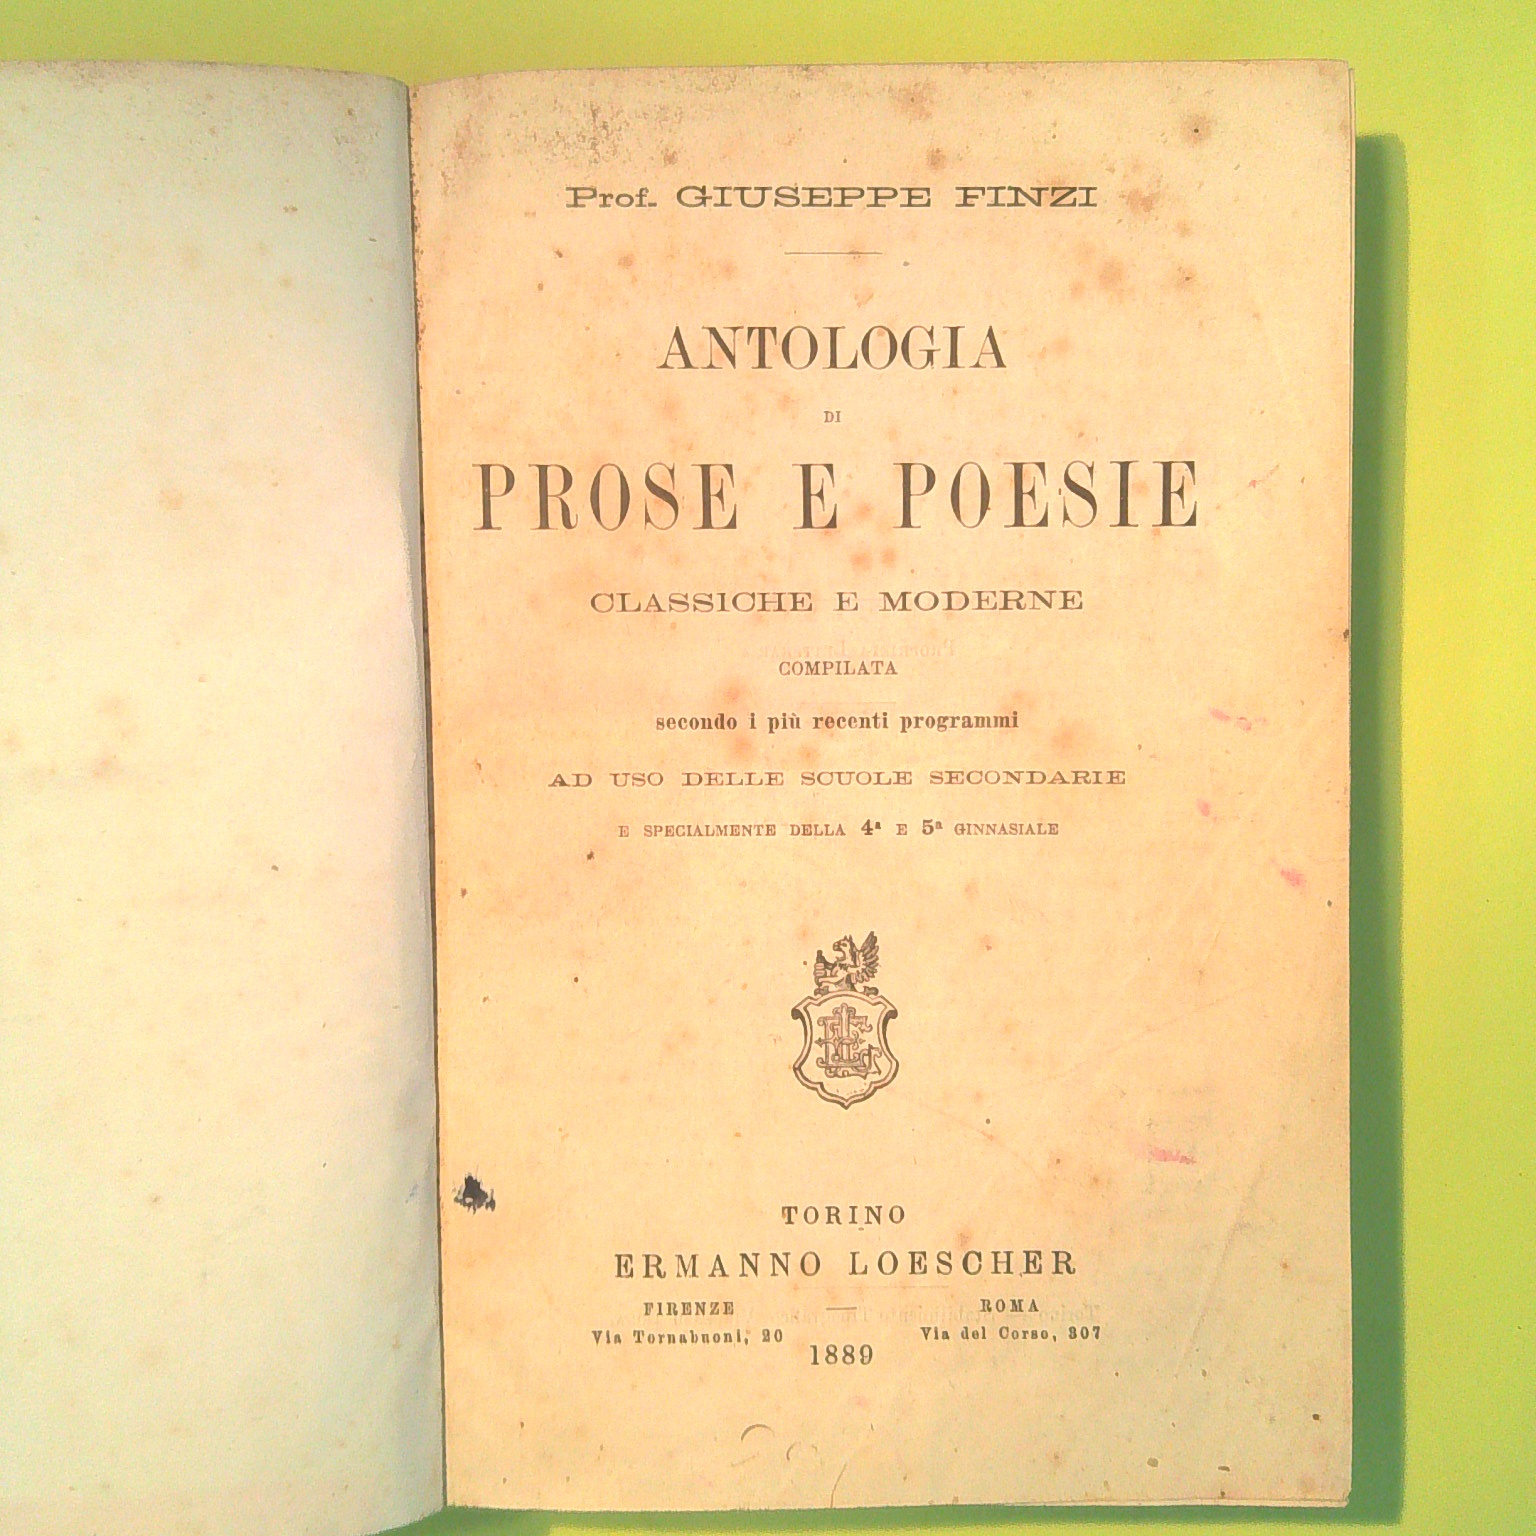 Prof. GIUSEPPE FINZI
ANTOLOGIA
DI
PROSE E POESIE
CLASSICHE E MODERNE
COMPILATA
secondo i più recenti programmi
AD USO DELLE SCUOLE SECONDARIE
E SPECIALMENTE DELLA 4ª E 5ª GINNASIALE
TORINO
ERMANNO LOESCHER
FIRENZE — ROMA
Via Tornabuoni, 20 Via del Corso, 307
1889